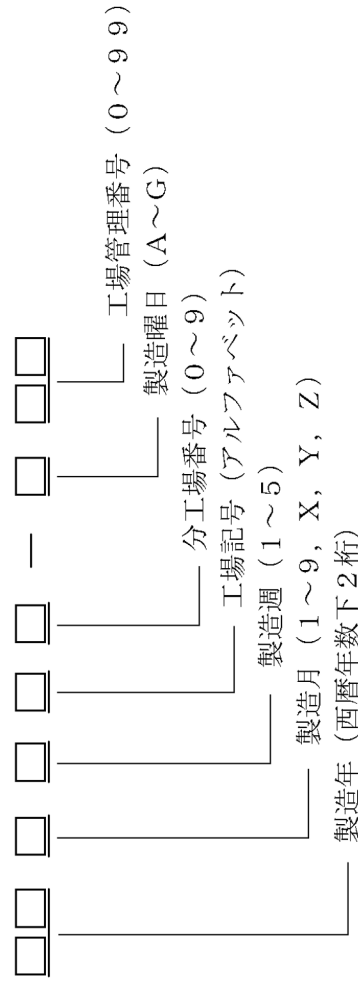 □□ □ □ □ □ － □ □□
工場管理番号（０～９９）
製造曜日（Ａ～Ｇ）
分工場番号（０～９）
工場記号（アルファベット）
製造週（１～５）
製造月（１～９，Ｘ，Ｙ，Ｚ）
製造年（西暦年数下２桁）